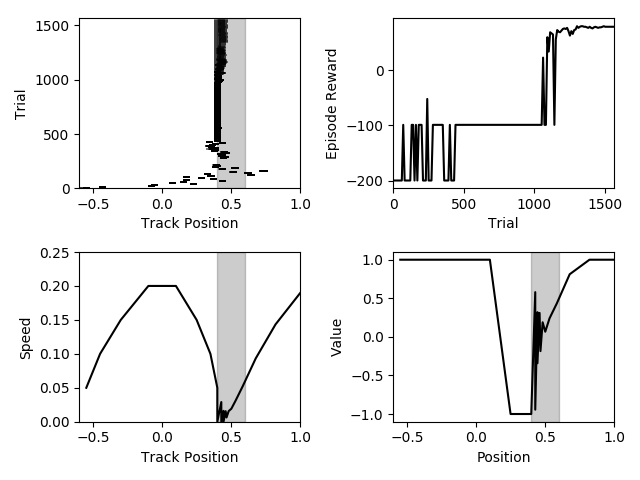 1500
1000
500
0
−0.5 0.0 0.5 1.0
Track Position
Trial
0
−100
−200
0 500 1000 1500
Trial
Episode Reward
0.25
0.20
0.15
0.10
0.05
0.00
−0.5 0.0 0.5 1.0
Track Position
Speed
1.0
0.5
0.0
−0.5
−1.0
−0.5 0.0 0.5 1.0
Position
Value